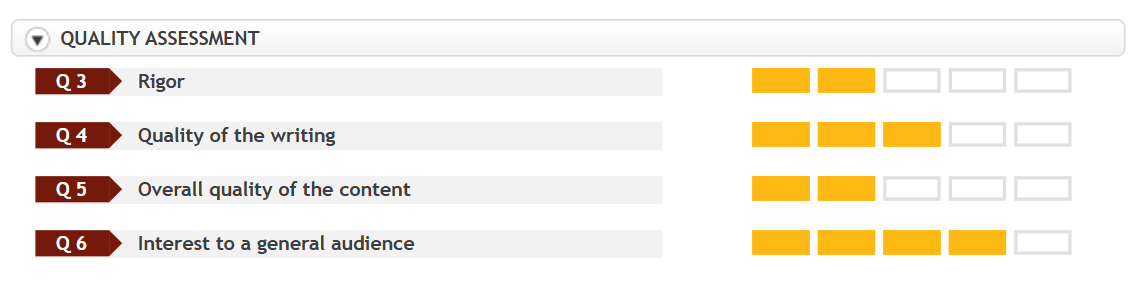 QUALITY ASSESSMENT
Q 3 Rigor
Q 4 Quality of the writing
Q 5 Overall quality of the content
Q 6 Interest to a general audience